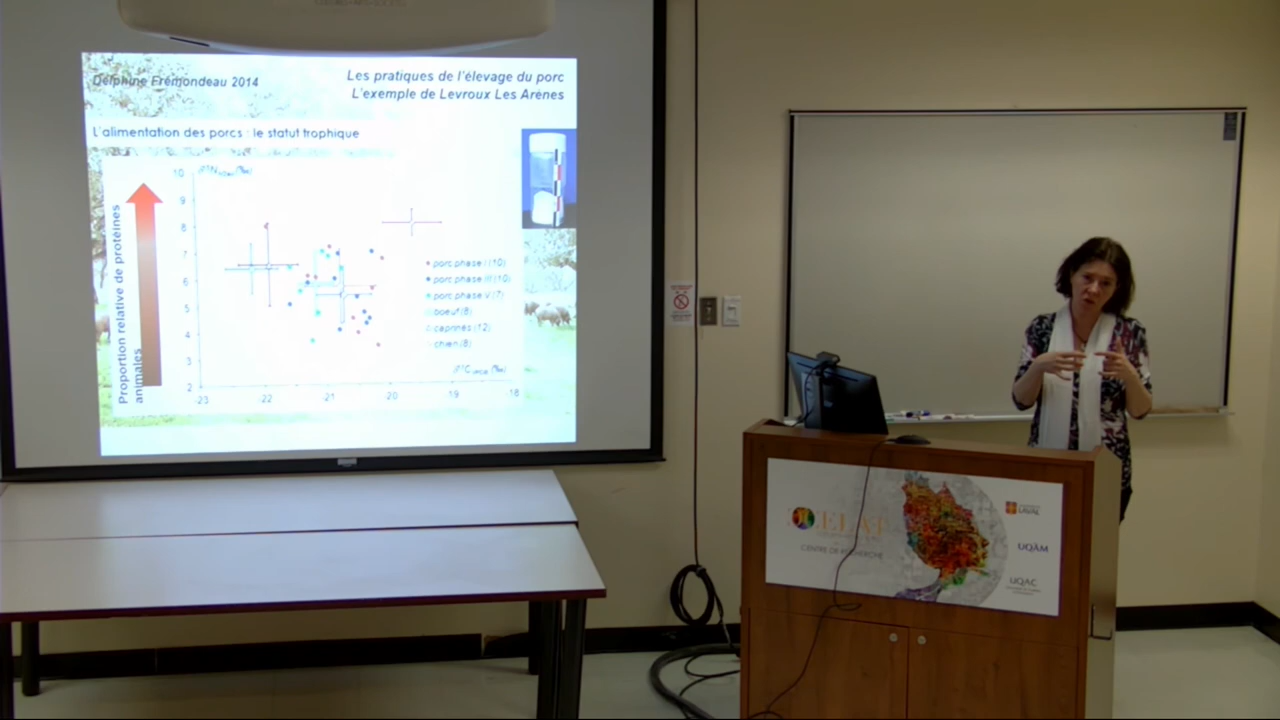 Délphine Frémondeau 2014
Les pratiques de l'élevage du porc
L'exemple de Levroux Les Arènes
L'alimentation des porcs : le statut trophique
Proportion relative de protéines
animales
10
9
8
7
6
5
4
3
2
-23
-22
-21
-20
-19
-18
porc phase I (10)
porc phase III (10)
porc phase V (7)
boeuf (8)
caprinés (12)
chien (8)
CELAT
CENTRE DE RECHERCHE
LAVAL
UQÀM
UQAC